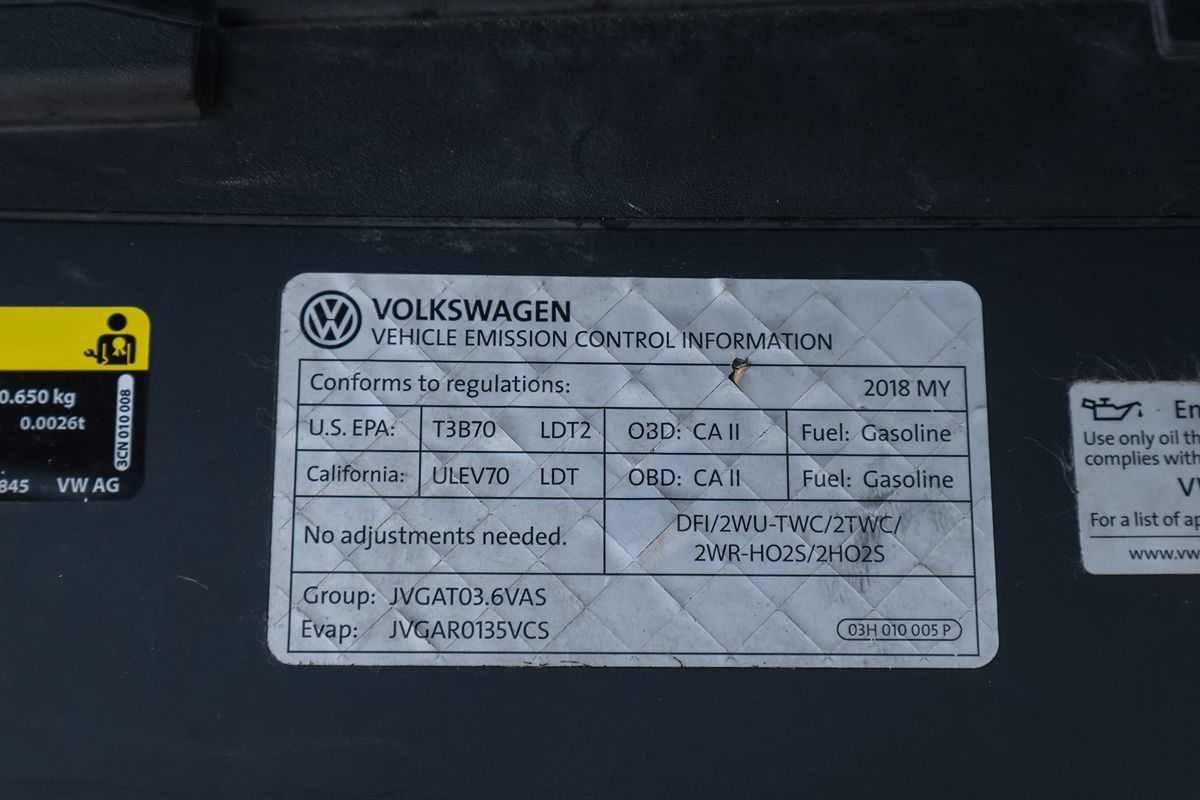 VOLKSWAGEN
VEHICLE EMISSION CONTROL INFORMATION
Conforms to regulations: 2018 MY
U.S. EPA: T3B70 LDT2 OBD: CA II Fuel: Gasoline
California: ULEV70 LDT OBD: CA II Fuel: Gasoline
No adjustments needed. DFI/2WU-TWC/2TWC/
2WR-HO2S/2HO2S
Group: JVGAT03.6VAS
Evap: JVGAR0135VCS
03H 010 005 P
0.650 kg
0.0026t
3CN 010 008
845 VW AG
En
Use only oil th
complies with
VW
For a list of ap
www.vw